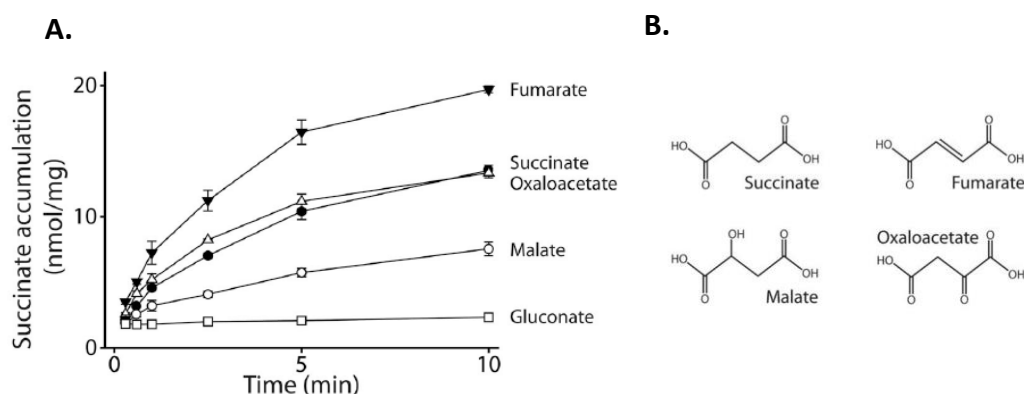 A.
Succinate accumulation
(nmol/mg)
20
10
0
0
5
10
Time (min)
Fumarate
Succinate
Oxaloacetate
Malate
Gluconate
B.
HO
O
O
OH
Succinate
HO
O
O
OH
Fumarate
HO
O
OH
O
OH
Malate
Oxaloacetate
HO
O
O
O
OH